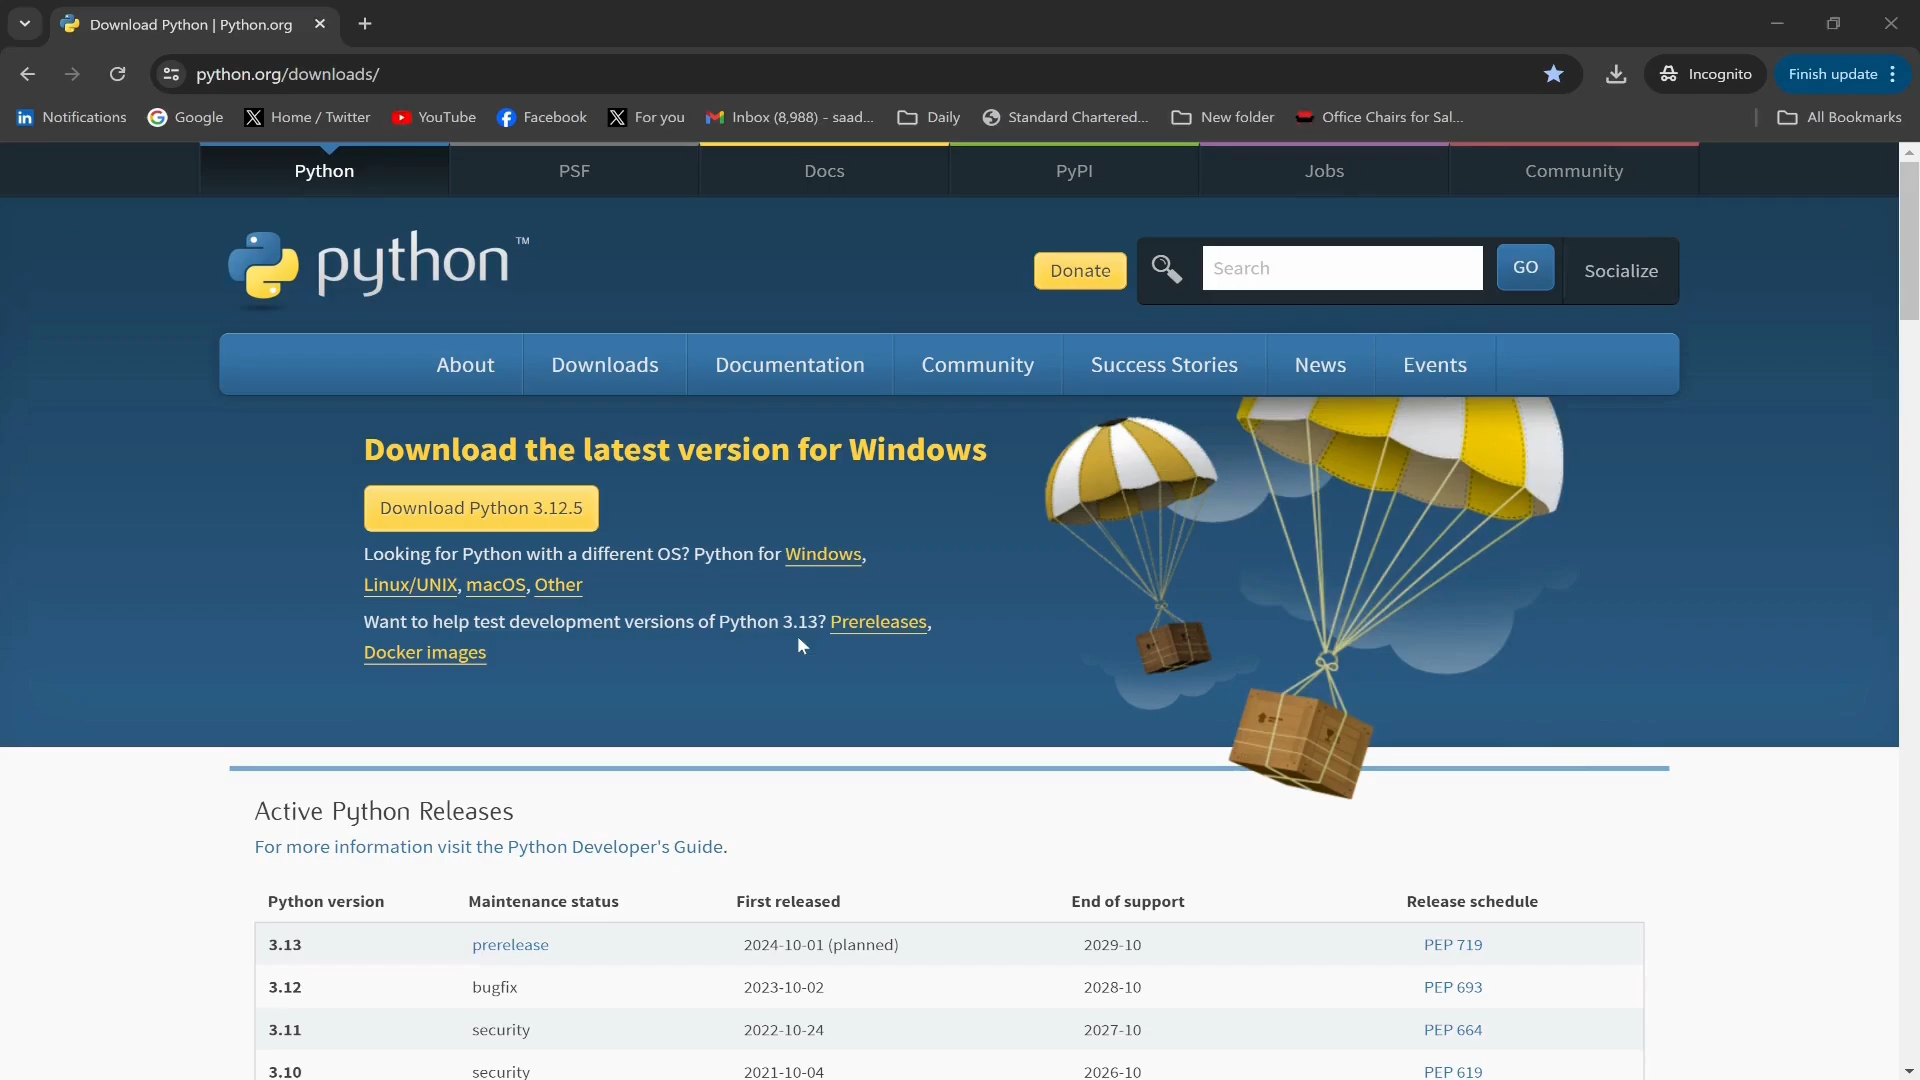 Download Python | Python.org
python.org/downloads/
Incognito
Finish update
Notifications
Google
Home / Twitter
YouTube
Facebook
For you
Inbox (8,988) - saad...
Daily
Standard Chartered...
New folder
Office Chairs for Sal...
All Bookmarks
Python
PSF
Docs
PyPI
Jobs
Community
python™
Donate
Search
GO
Socialize
About
Downloads
Documentation
Community
Success Stories
News
Events
Download the latest version for Windows
Download Python 3.12.5
Looking for Python with a different OS? Python for Windows,
Linux/UNIX, macOS, Other
Want to help test development versions of Python 3.13? Prereleases,
Docker images
Active Python Releases
For more information visit the Python Developer's Guide.
Python version Maintenance status First released End of support Release schedule
3.13 prerelease 2024-10-01 (planned) 2029-10 PEP 719
3.12 bugfix 2023-10-02 2028-10 PEP 693
3.11 security 2022-10-24 2027-10 PEP 664
3.10 security 2021-10-04 2026-10 PEP 619